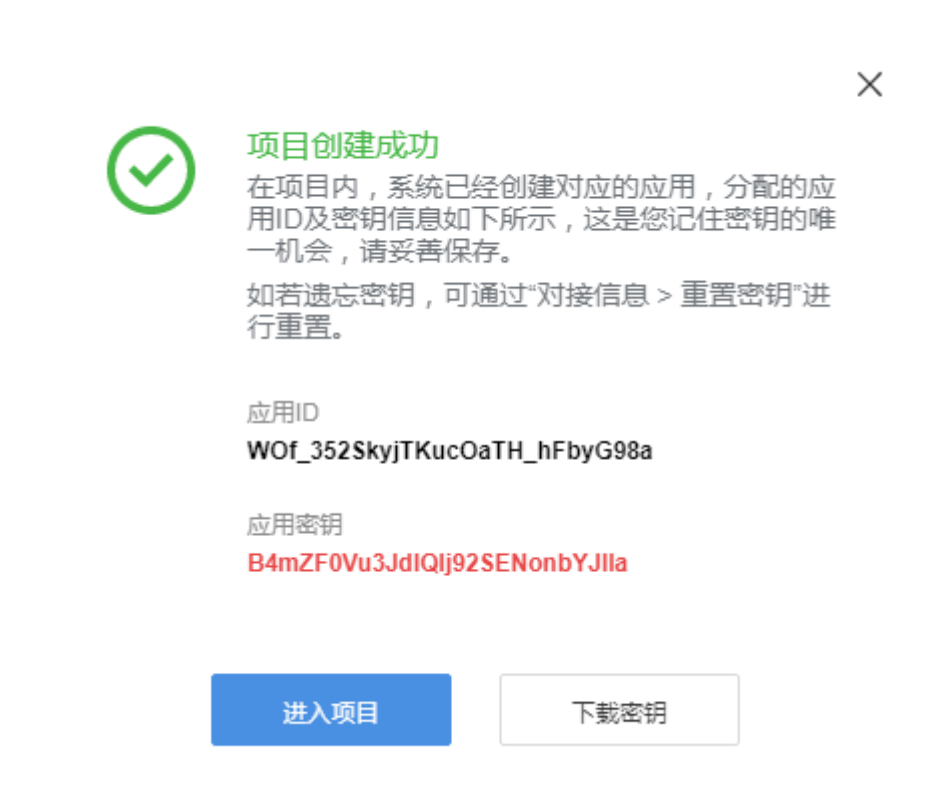 项目创建成功
在项目内，系统已经创建对应的应用，分配的应
用ID及密钥信息如下所示，这是您记住密钥的唯
一机会，请妥善保存。
如若遗忘密钥，可通过“对接信息 > 重置密钥”进
行重置。
应用ID
WOf_352SkyjTKucOaTH_hFbyG98a
应用密钥
B4mZF0Vu3JdIQIj92SENonbYJIIa
进入项目
下载密钥